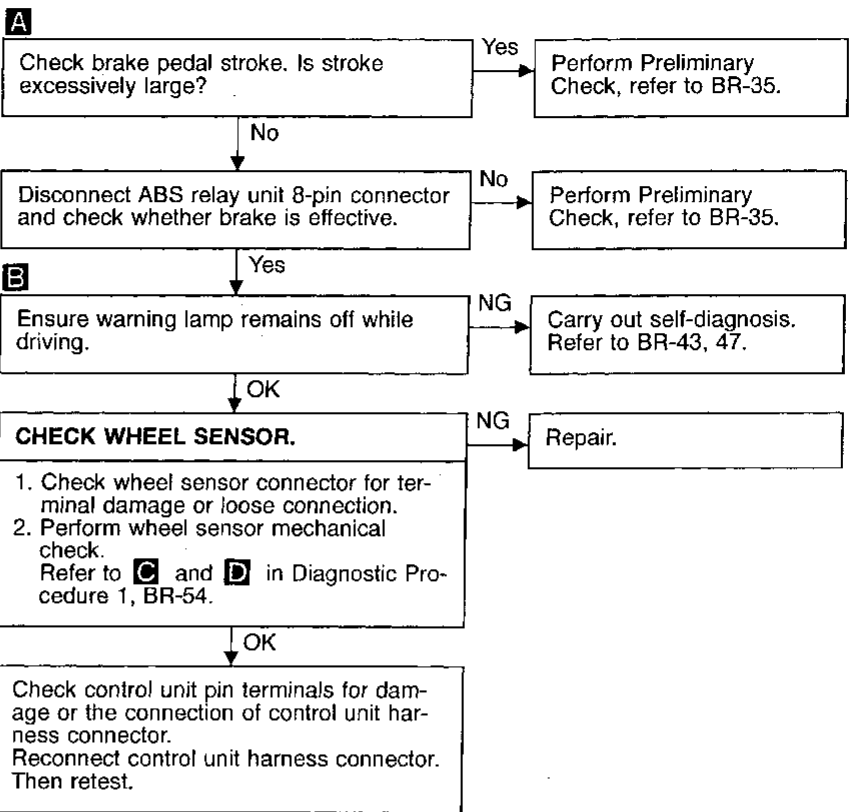 A
Check brake pedal stroke. Is stroke
excessively large?
Yes
Perform Preliminary
Check, refer to BR-35.
No
Disconnect ABS relay unit 8-pin connector
and check whether brake is effective.
No
Perform Preliminary
Check, refer to BR-35.
Yes
B
Ensure warning lamp remains off while
driving.
NG
Carry out self-diagnosis.
Refer to BR-43, 47.
OK
CHECK WHEEL SENSOR.
NG
Repair.
1. Check wheel sensor connector for ter-
minal damage or loose connection.
2. Perform wheel sensor mechanical
check.
Refer to C and D in Diagnostic Pro-
cedure 1, BR-54.
OK
Check control unit pin terminals for dam-
age or the connection of control unit har-
ness connector.
Reconnect control unit harness connector.
Then retest.